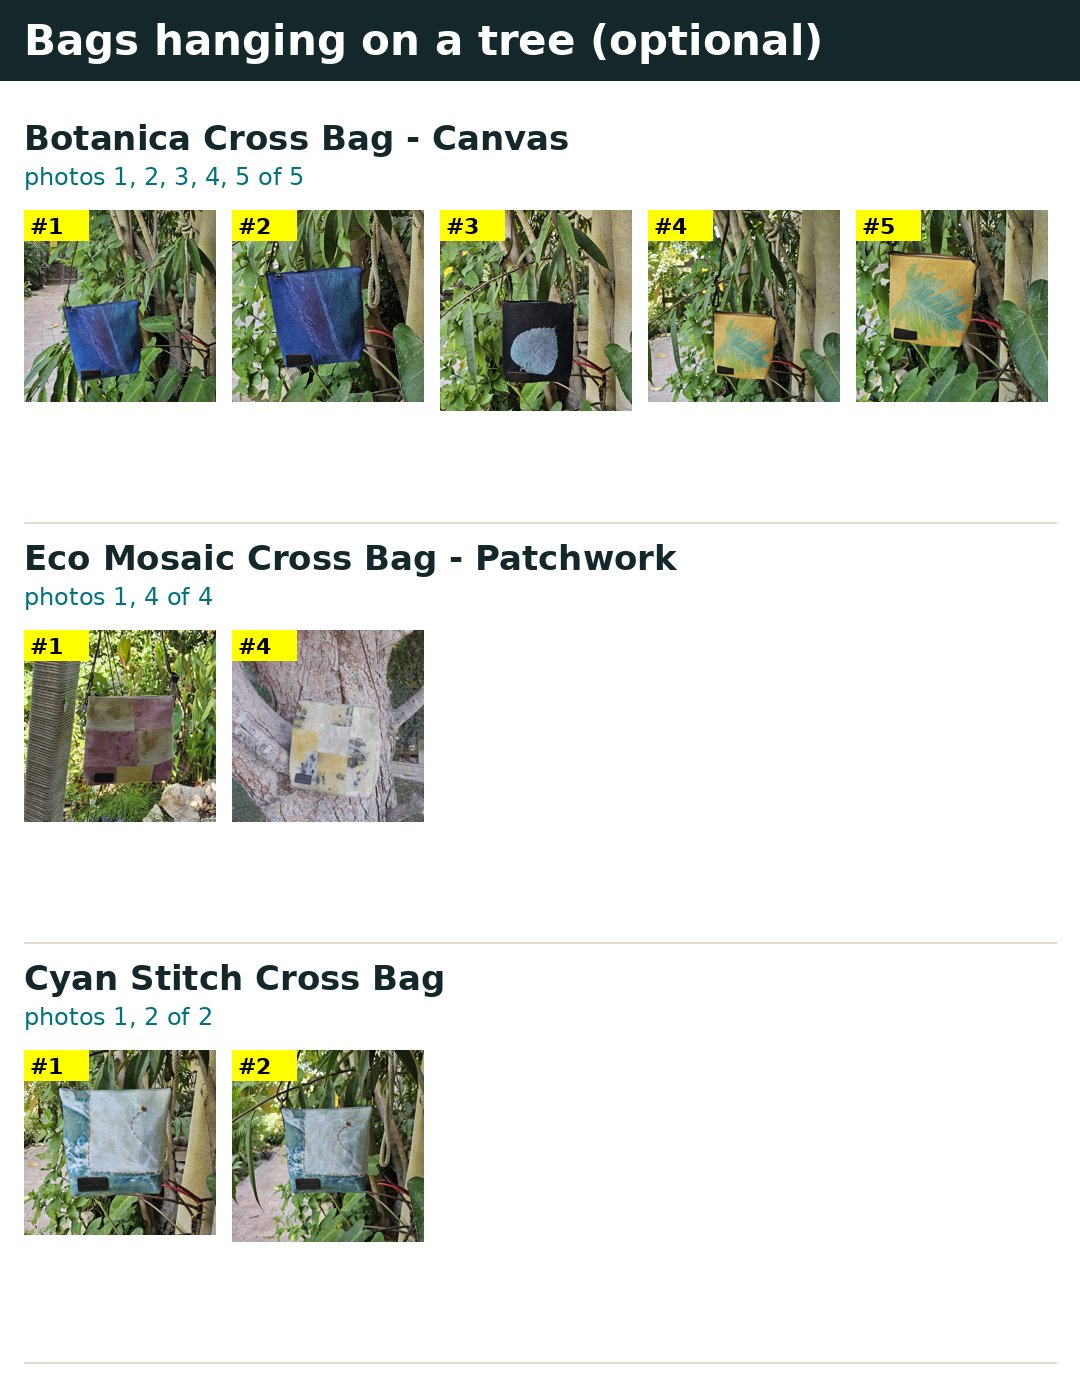 Bags hanging on a tree (optional)
Botanica Cross Bag - Canvas
photos 1, 2, 3, 4, 5 of 5
#1 #2 #3 #4 #5
Eco Mosaic Cross Bag - Patchwork
photos 1, 4 of 4
#1 #4
Cyan Stitch Cross Bag
photos 1, 2 of 2
#1 #2